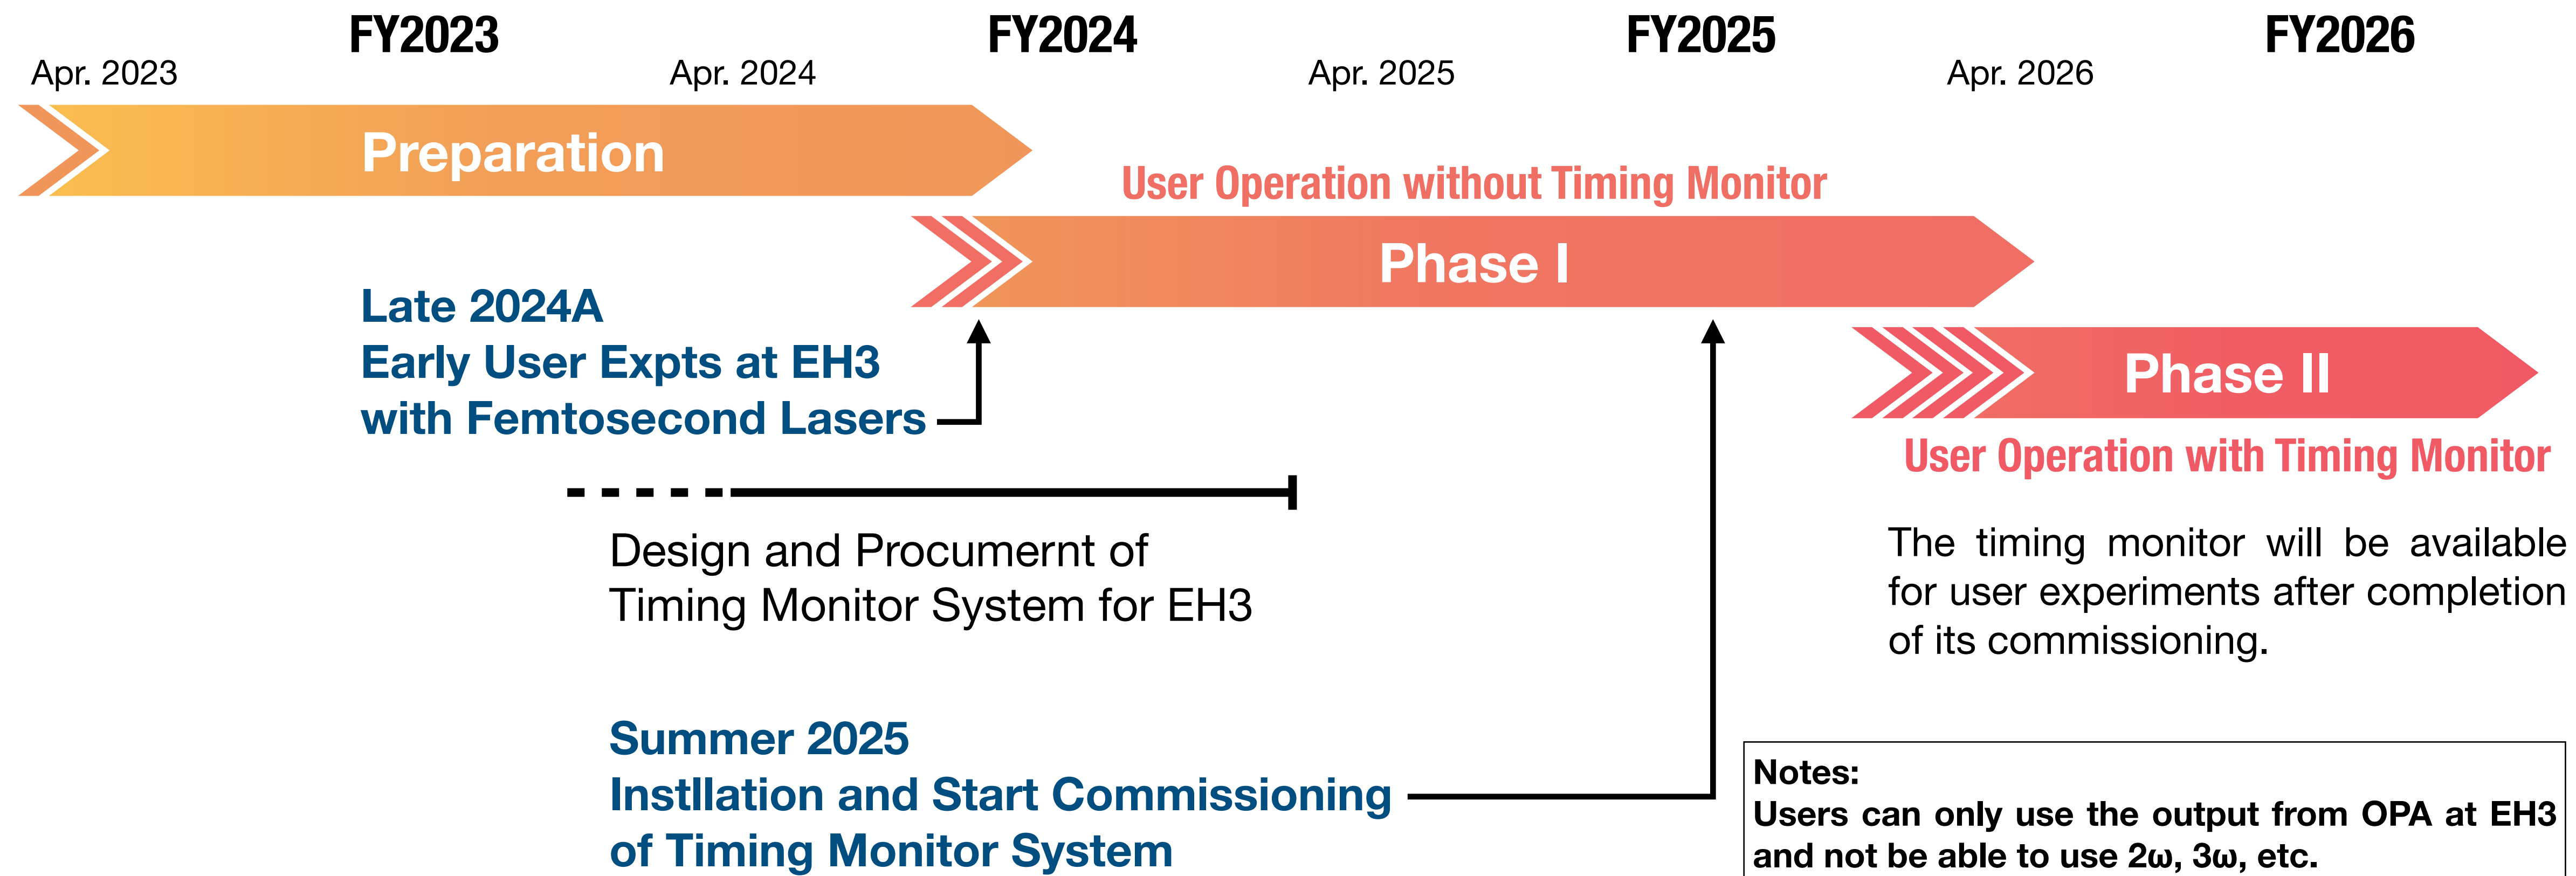 FY2023
FY2024
FY2025
FY2026
Apr. 2023
Apr. 2024
Apr. 2025
Apr. 2026
Preparation
User Operation without Timing Monitor
Phase I
Late 2024A
Early User Expts at EH3
with Femtosecond Lasers
Phase II
User Operation with Timing Monitor
Design and Procumernt of
Timing Monitor System for EH3
The timing monitor will be available
for user experiments after completion
of its commissioning.
Summer 2025
Instllation and Start Commissioning
of Timing Monitor System
Notes:
Users can only use the output from OPA at EH3
and not be able to use 2ω, 3ω, etc.